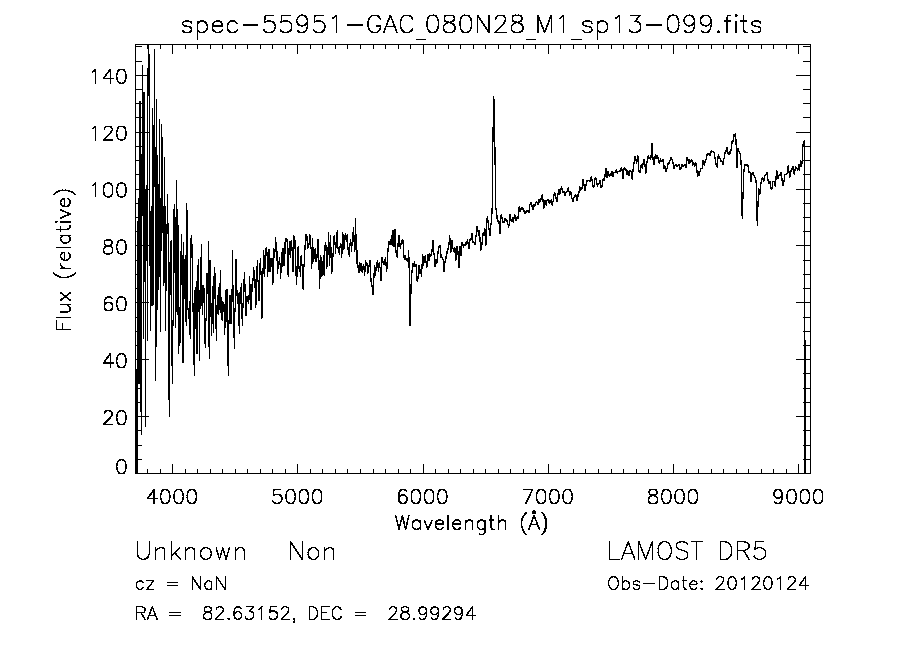 spec-55951-GAC_080N28_M1_sp13-099.fits
140
120
100
80
60
40
20
0
Flux (relative)
4000 5000 6000 7000 8000 9000
Wavelength (Å)
Unknown Non LAMOST DR5
cz = NaN Obs-Date: 20120124
RA = 82.63152, DEC = 28.99294